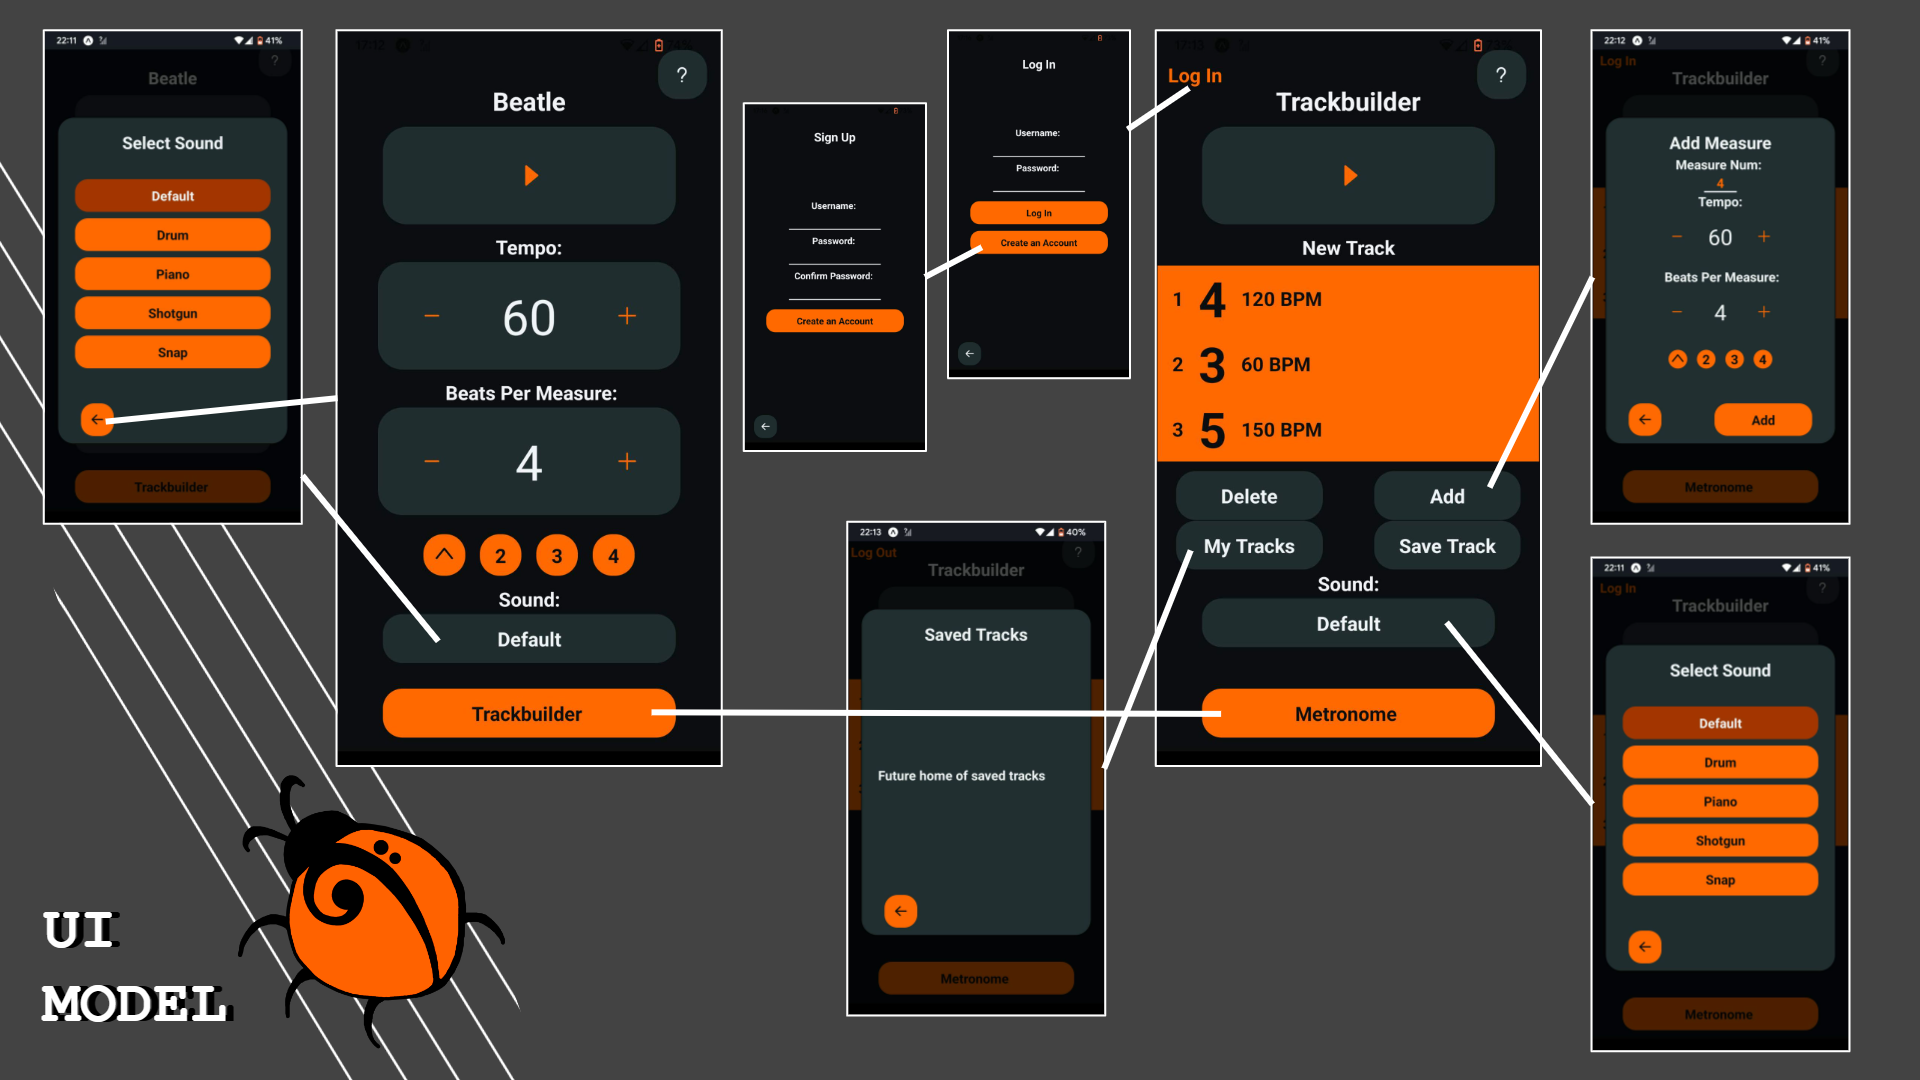 22:11
41%
?
Beatle
Select Sound
Default
Drum
Piano
Shotgun
Snap
←
Trackbuilder
?
Beatle
Tempo:
− 60 +
Beats Per Measure:
− 4 +
2 3 4
Sound:
Default
Trackbuilder
Sign Up
Username:
Password:
Confirm Password:
Create an Account
←
Log In
Username:
Password:
Log In
Create an Account
←
Log In
?
Trackbuilder
New Track
1 4 120 BPM
2 3 60 BPM
3 5 150 BPM
Delete Add
My Tracks Save Track
Sound:
Default
Metronome
22:13
40%
Log Out
?
Trackbuilder
Saved Tracks
Future home of saved tracks
←
Metronome
22:12
41%
Log In
?
Trackbuilder
Add Measure
Measure Num:
4
Tempo:
− 60 +
Beats Per Measure:
− 4 +
2 3 4
← Add
Metronome
22:11
41%
Log In
?
Trackbuilder
Select Sound
Default
Drum
Piano
Shotgun
Snap
←
Metronome
UI
MODEL